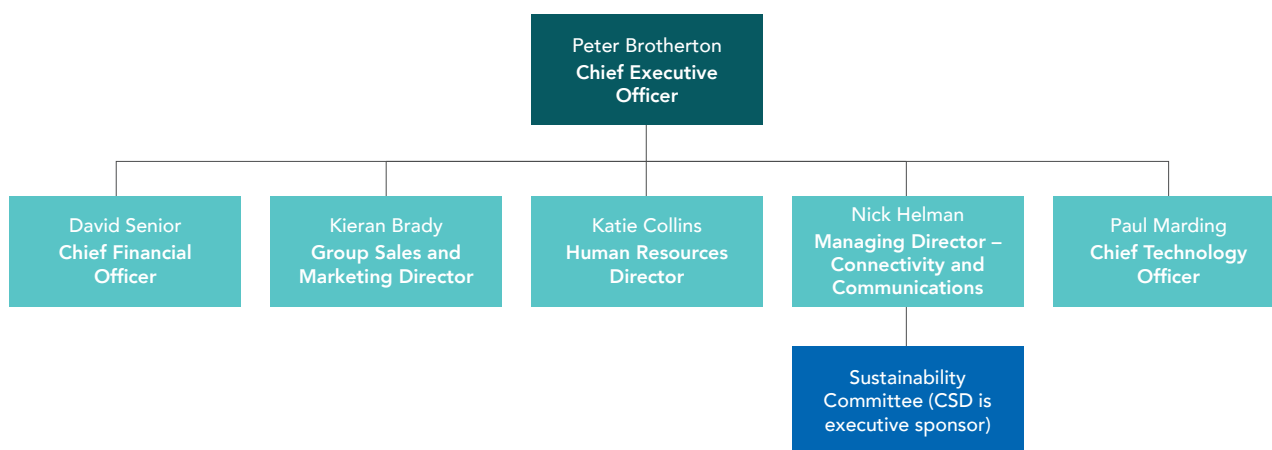 Peter Brotherton
Chief Executive
Officer
David Senior
Chief Financial
Officer
Kieran Brady
Group Sales and
Marketing Director
Katie Collins
Human Resources
Director
Nick Helman
Managing Director –
Connectivity and
Communications
Paul Marding
Chief Technology
Officer
Sustainability
Committee (CSD is
executive sponsor)